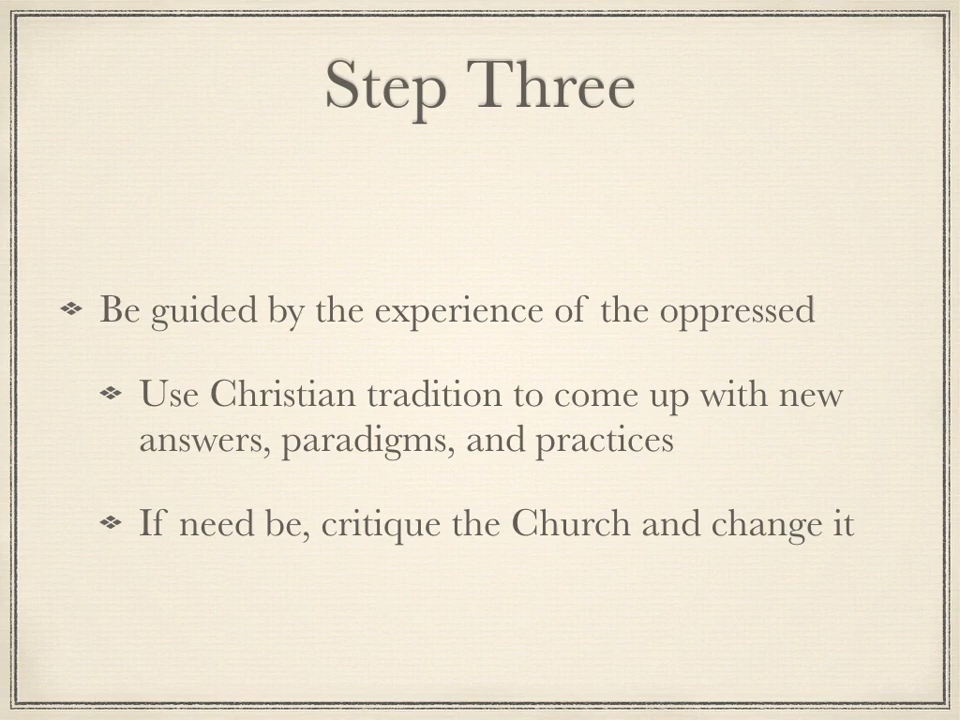 Step Three
Be guided by the experience of the oppressed
Use Christian tradition to come up with new
answers, paradigms, and practices
If need be, critique the Church and change it